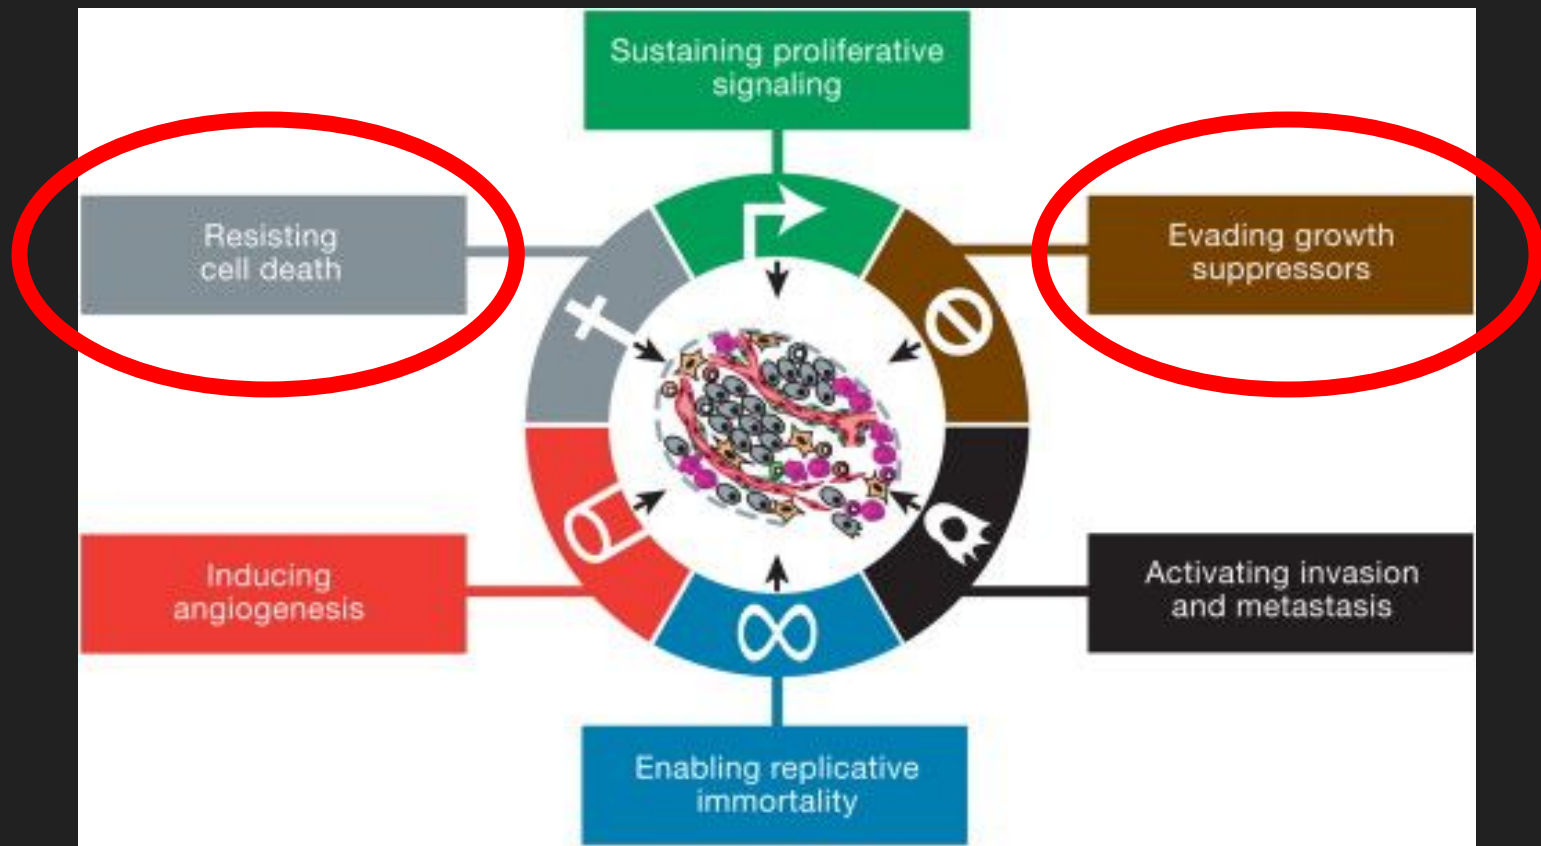 Sustaining proliferative
signaling
Resisting
cell death
Evading growth
suppressors
Inducing
angiogenesis
Activating invasion
and metastasis
Enabling replicative
immortality